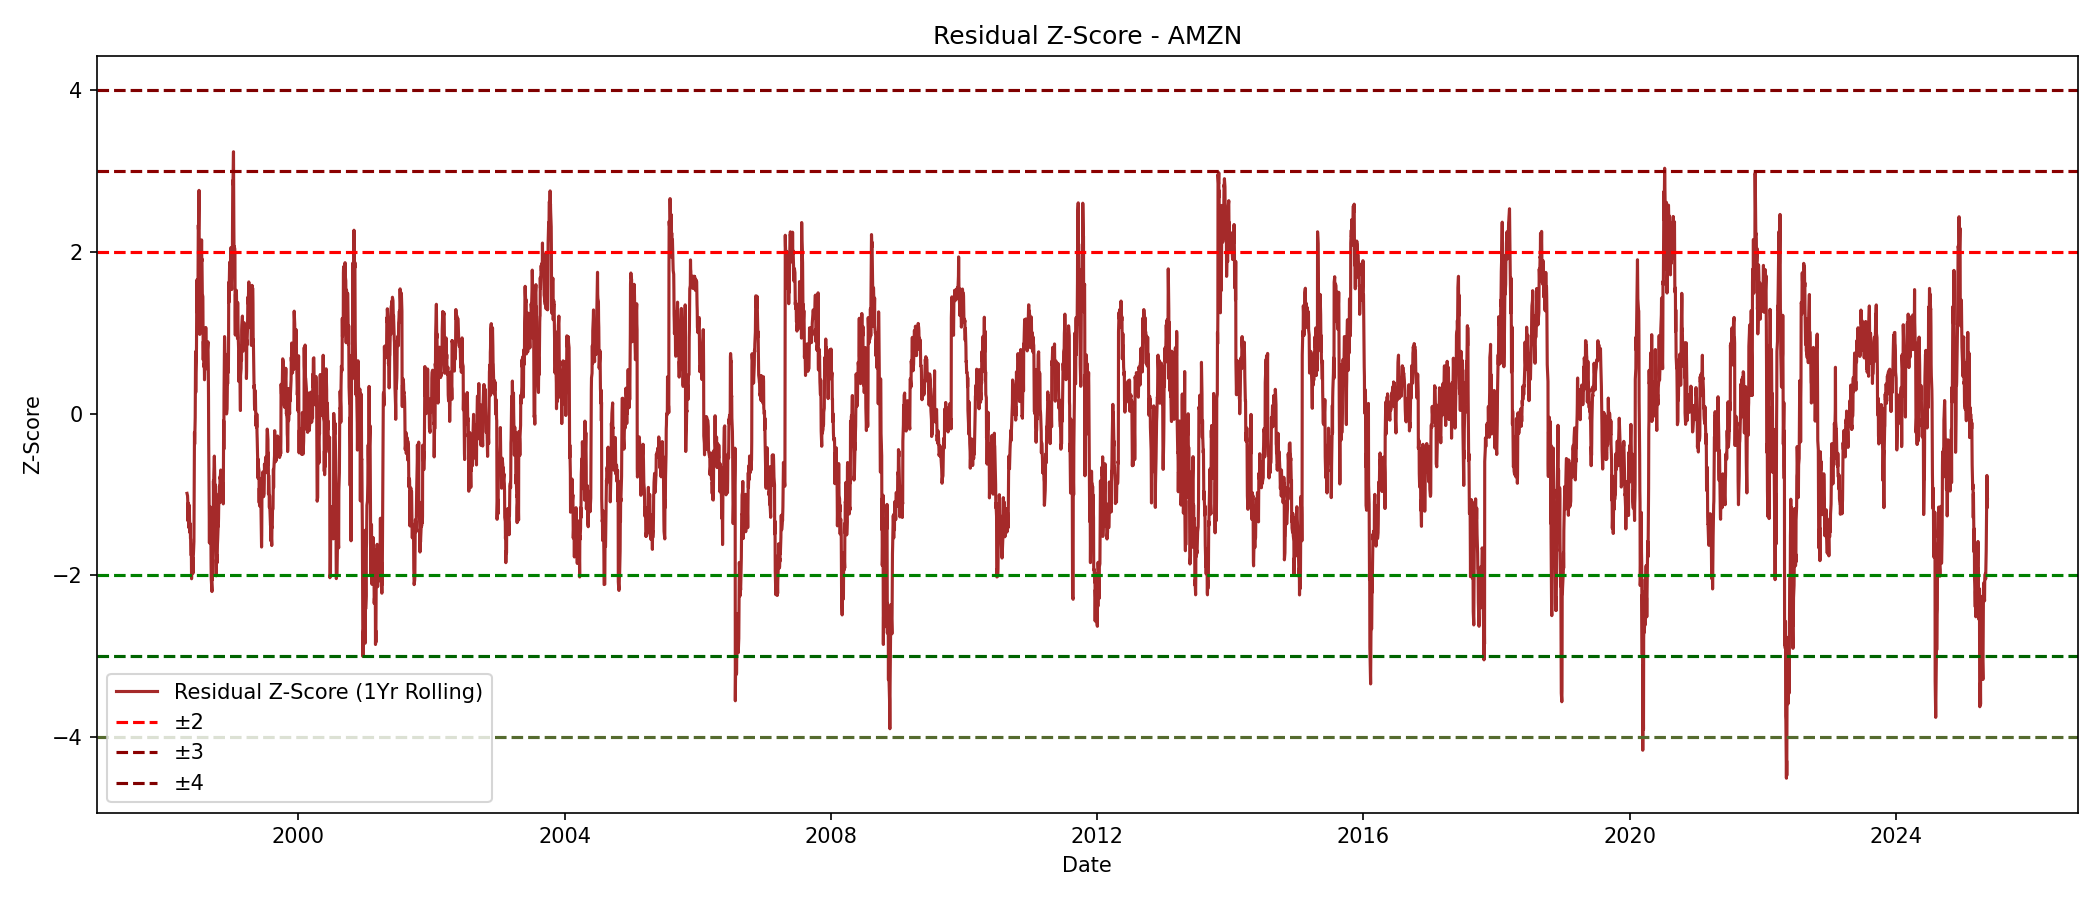 Residual Z-Score - AMZN
4
2
0
−2
−4
Z-Score
Residual Z-Score (1Yr Rolling)
±2
±3
±4
2000 2004 2008 2012 2016 2020 2024
Date